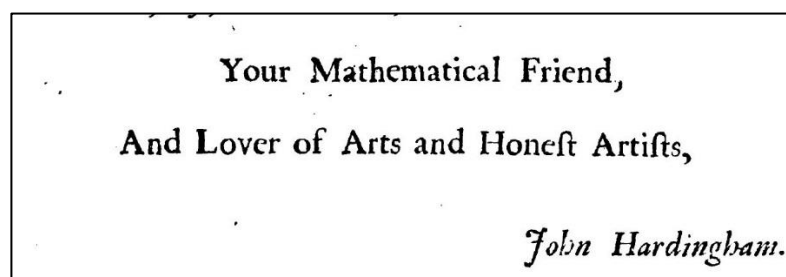 Your Mathematical Friend,
And Lover of Arts and Honeſt Artiſts,
John Hardingham.